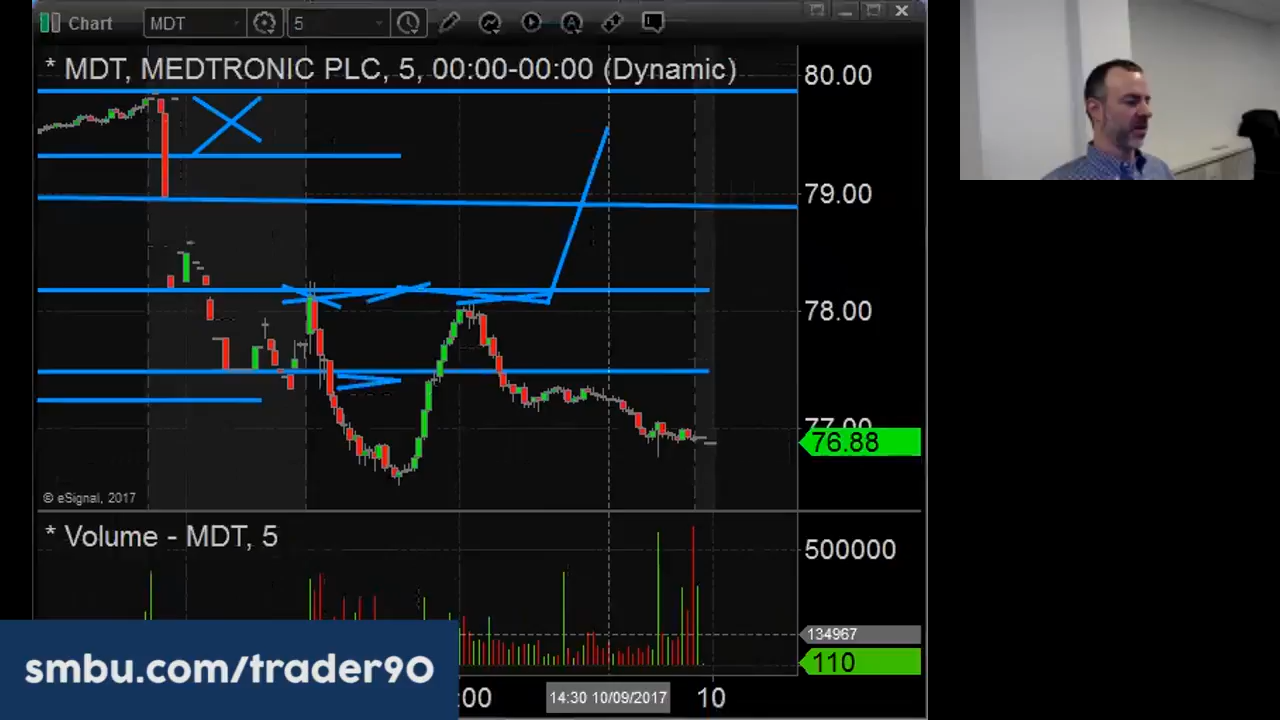 Chart MDT 5
* MDT, MEDTRONIC PLC, 5, 00:00-00:00 (Dynamic)
80.00
79.00
78.00
77.00
76.88
© eSignal, 2017
* Volume - MDT, 5
500000
134967
110
smbu.com/trader90
:00 14:30 10/09/2017 10